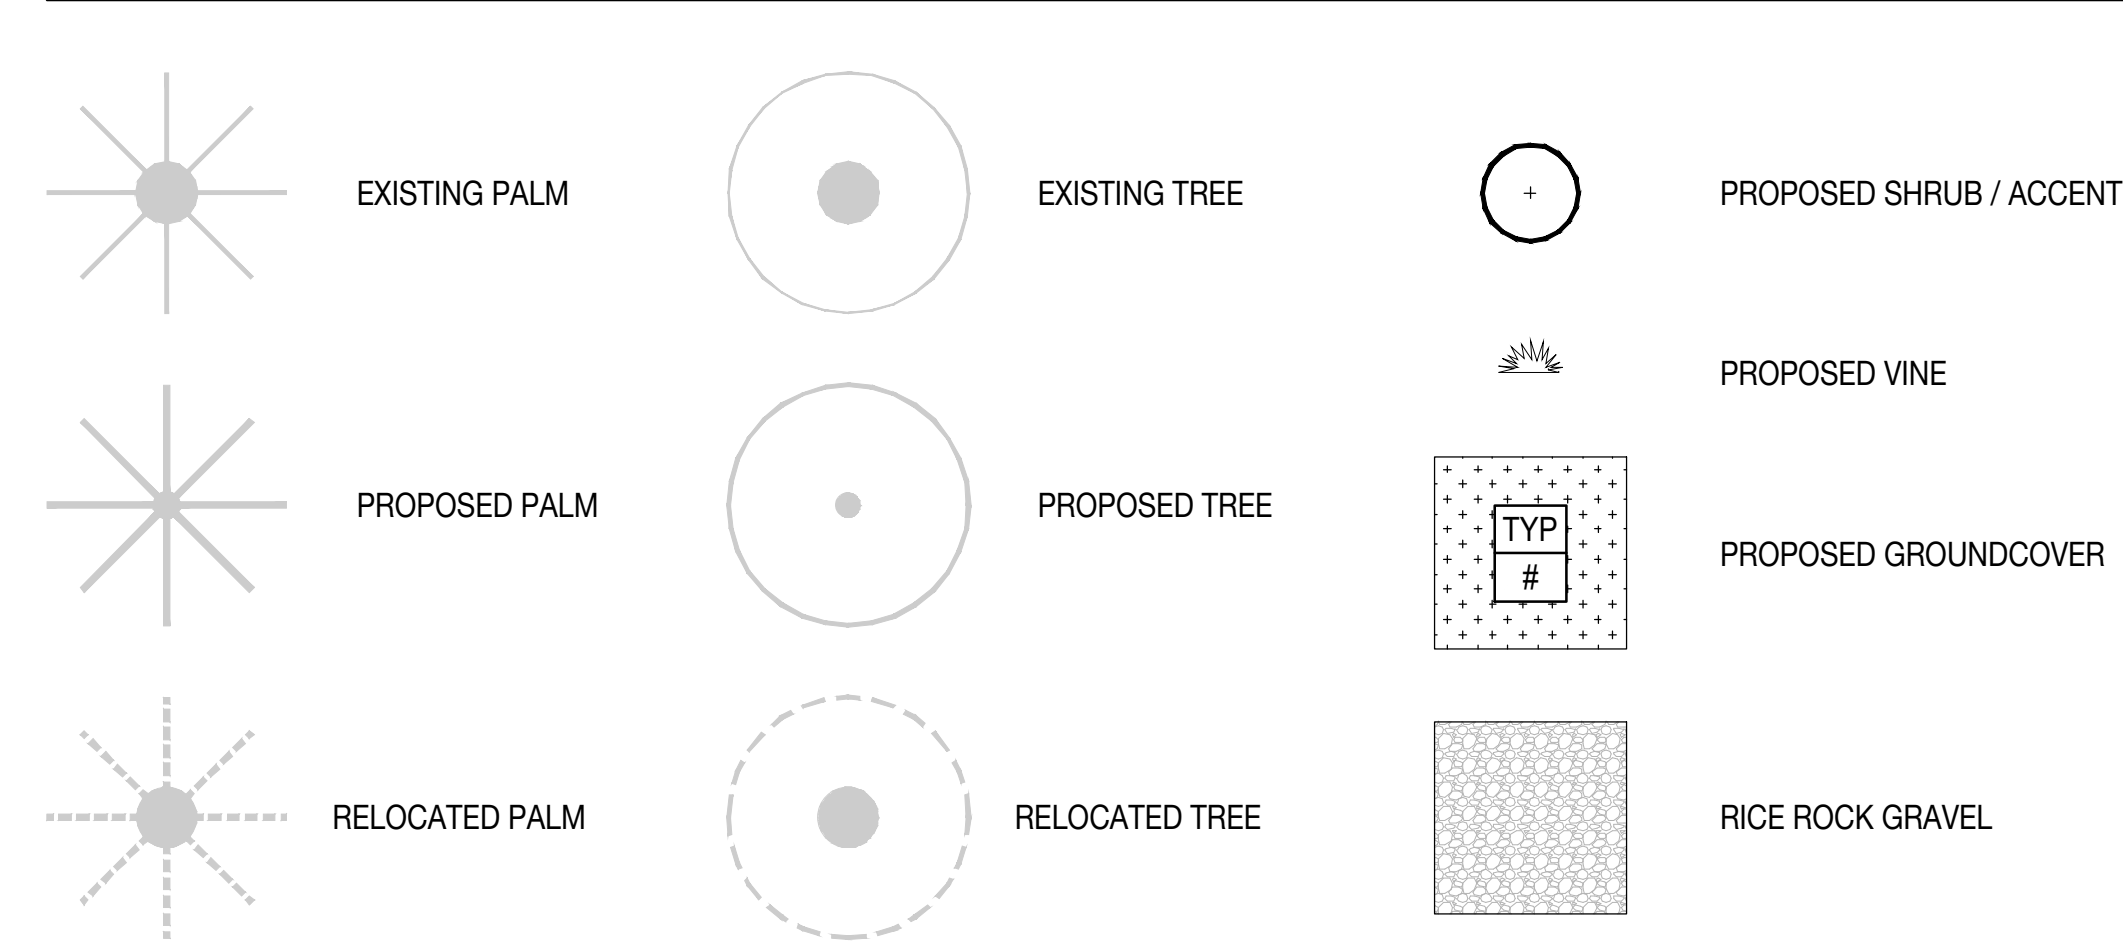 EXISTING PALM
EXISTING TREE
PROPOSED SHRUB / ACCENT
PROPOSED VINE
PROPOSED PALM
PROPOSED TREE
TYP
#
PROPOSED GROUNDCOVER
RELOCATED PALM
RELOCATED TREE
RICE ROCK GRAVEL